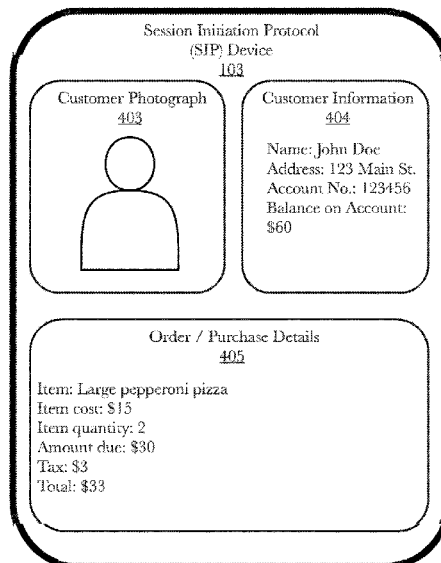 Session Initiation Protocol
(SIP) Device
103
Customer Photograph
403
Customer Information
404
Name: John Doe
Address: 123 Main St.
Account No.: 123456
Balance on Account:
$60
Order / Purchase Details
405
Item: Large pepperoni pizza
Item cost: $15
Item quantity: 2
Amount due: $30
Tax: $3
Total: $33